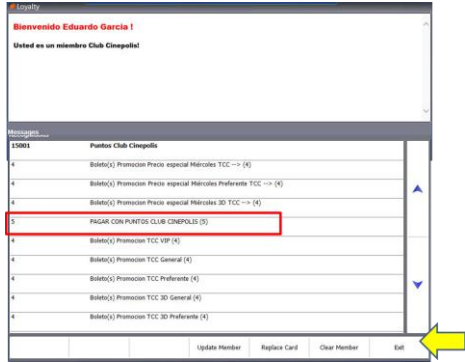 Loyalty
Bienvenido Eduardo Garcia !
Usted es un miembro Club Cinepolis!
Messages
15001 Puntos Club Cinepolis
4 Boleto(s) Promocion Precio especial Miércoles TCC --> (4)
4 Boleto(s) Promocion Precio especial Miércoles Preferente TCC --> (4)
4 Boleto(s) Promocion Precio especial Miércoles 3D TCC --> (4)
5 PAGAR CON PUNTOS CLUB CINEPOLIS (5)
4 Boleto(s) Promocion TCC VIP (4)
4 Boleto(s) Promocion TCC General (4)
4 Boleto(s) Promocion TCC Preferente (4)
4 Boleto(s) Promocion TCC 3D General (4)
4 Boleto(s) Promocion TCC 3D Preferente (4)
Update Member Replace Card Clear Member Exit